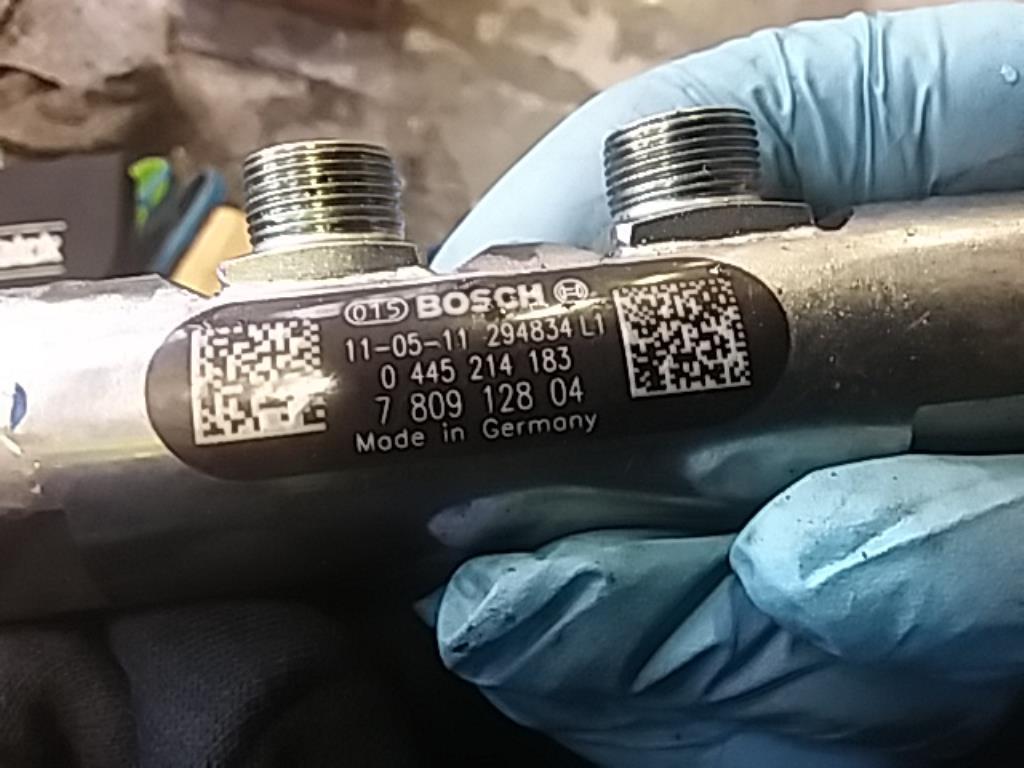 015 BOSCH
11-05-11 294834 L1
0 445 214 183
7 809 128 04
Made in Germany